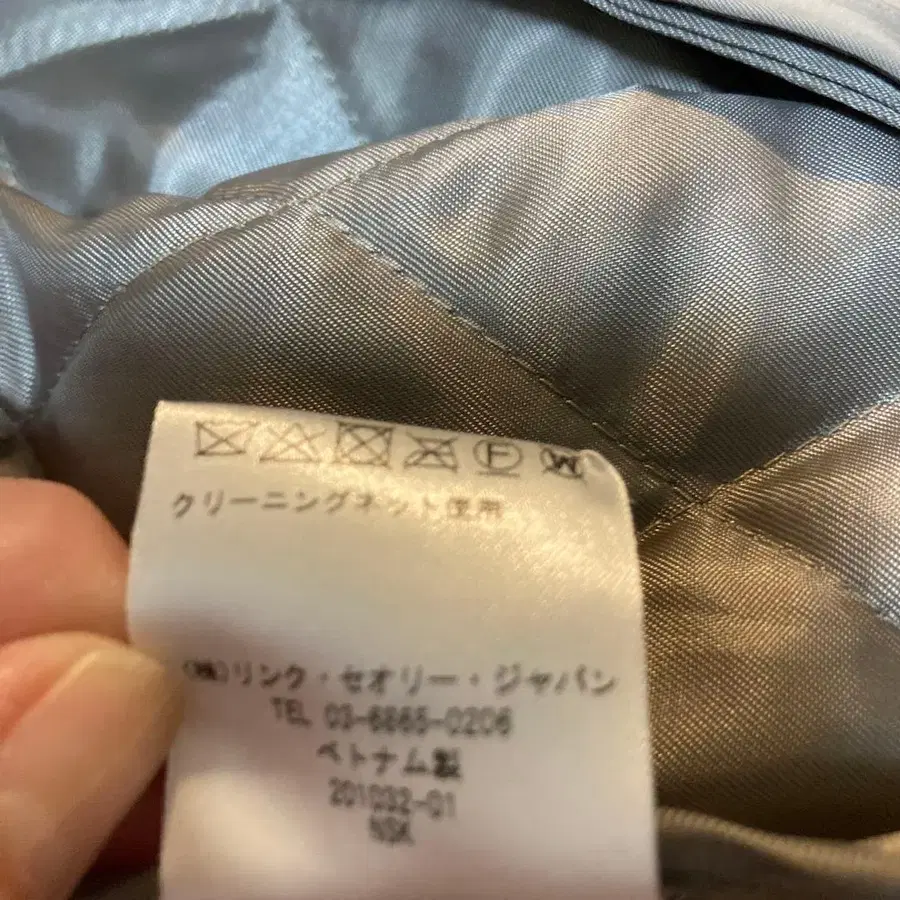 クリーニングネット使用
(株)リンク・セオリー・ジャパン
TEL 03-6865-0206
ベトナム製
201032-01
NSK